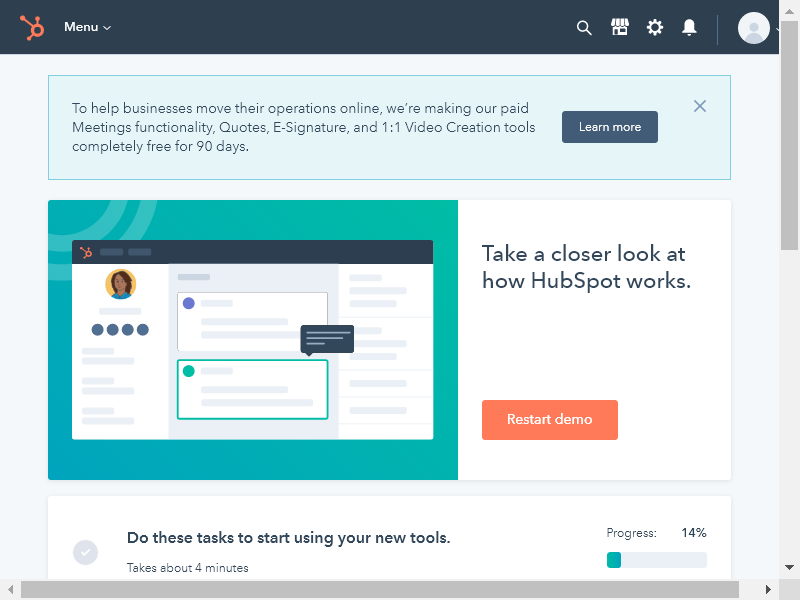 Menu
To help businesses move their operations online, we're making our paid
Meetings functionality, Quotes, E-Signature, and 1:1 Video Creation tools
completely free for 90 days.
Learn more
Take a closer look at
how HubSpot works.
Restart demo
Do these tasks to start using your new tools.
Takes about 4 minutes
Progress: 14%